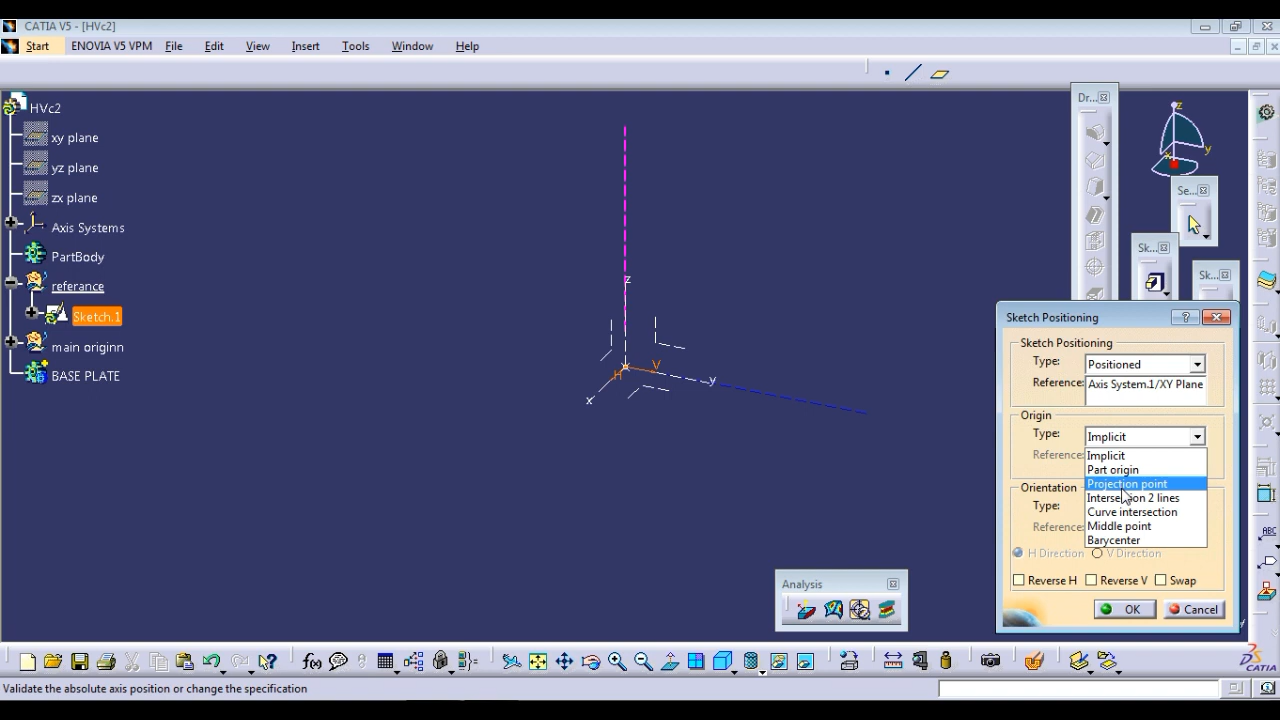 CATIA V5 - [HVc2]
Start ENOVIA V5 VPM File Edit View Insert Tools Window Help
HVc2
xy plane
yz plane
zx plane
Axis Systems
PartBody
referance
Sketch.1
main originn
BASE PLATE
z
V
H
y
x
Dr...
z
y
x
Se...
Sk...
Sk...
Sketch Positioning
Sketch Positioning
Type: Positioned
Reference: Axis System.1/XY Plane
Origin
Type: Implicit
Reference:
Implicit
Part origin
Projection point
Intersection 2 lines
Curve intersection
Middle point
Barycenter
Orientation
Type:
Reference:
H Direction V Direction
Reverse H Reverse V Swap
OK Cancel
Analysis
f(x)
ABC
CATIA
Validate the absolute axis position or change the specification